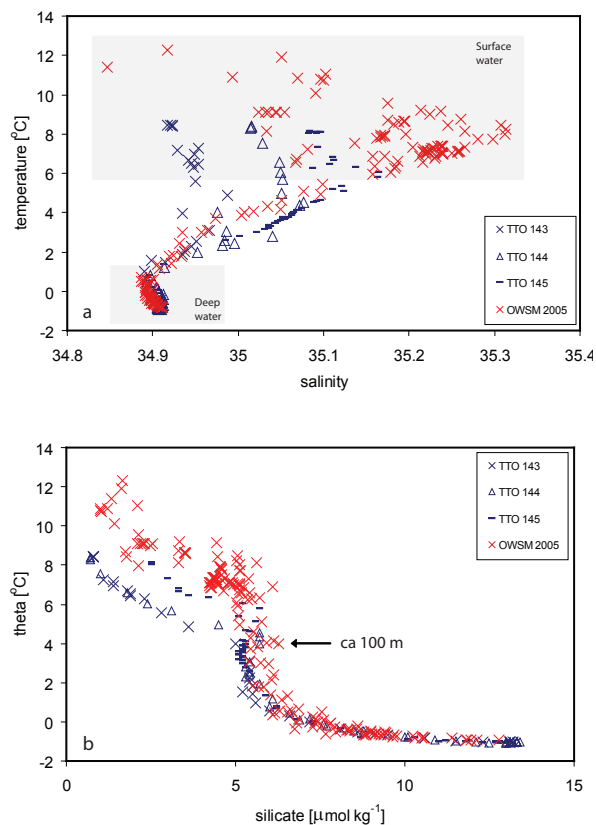 14
12
10
8
6
4
2
0
-2
temperature [⁰C]
Surface
water
TTO 143
TTO 144
TTO 145
OWSM 2005
Deep
water
a
34.8
34.9
35
35.1
35.2
35.3
35.4
salinity
14
12
10
8
6
4
2
0
-2
theta [⁰C]
TTO 143
TTO 144
TTO 145
OWSM 2005
ca 100 m
b
0
5
10
15
silicate [μmol kg⁻¹]